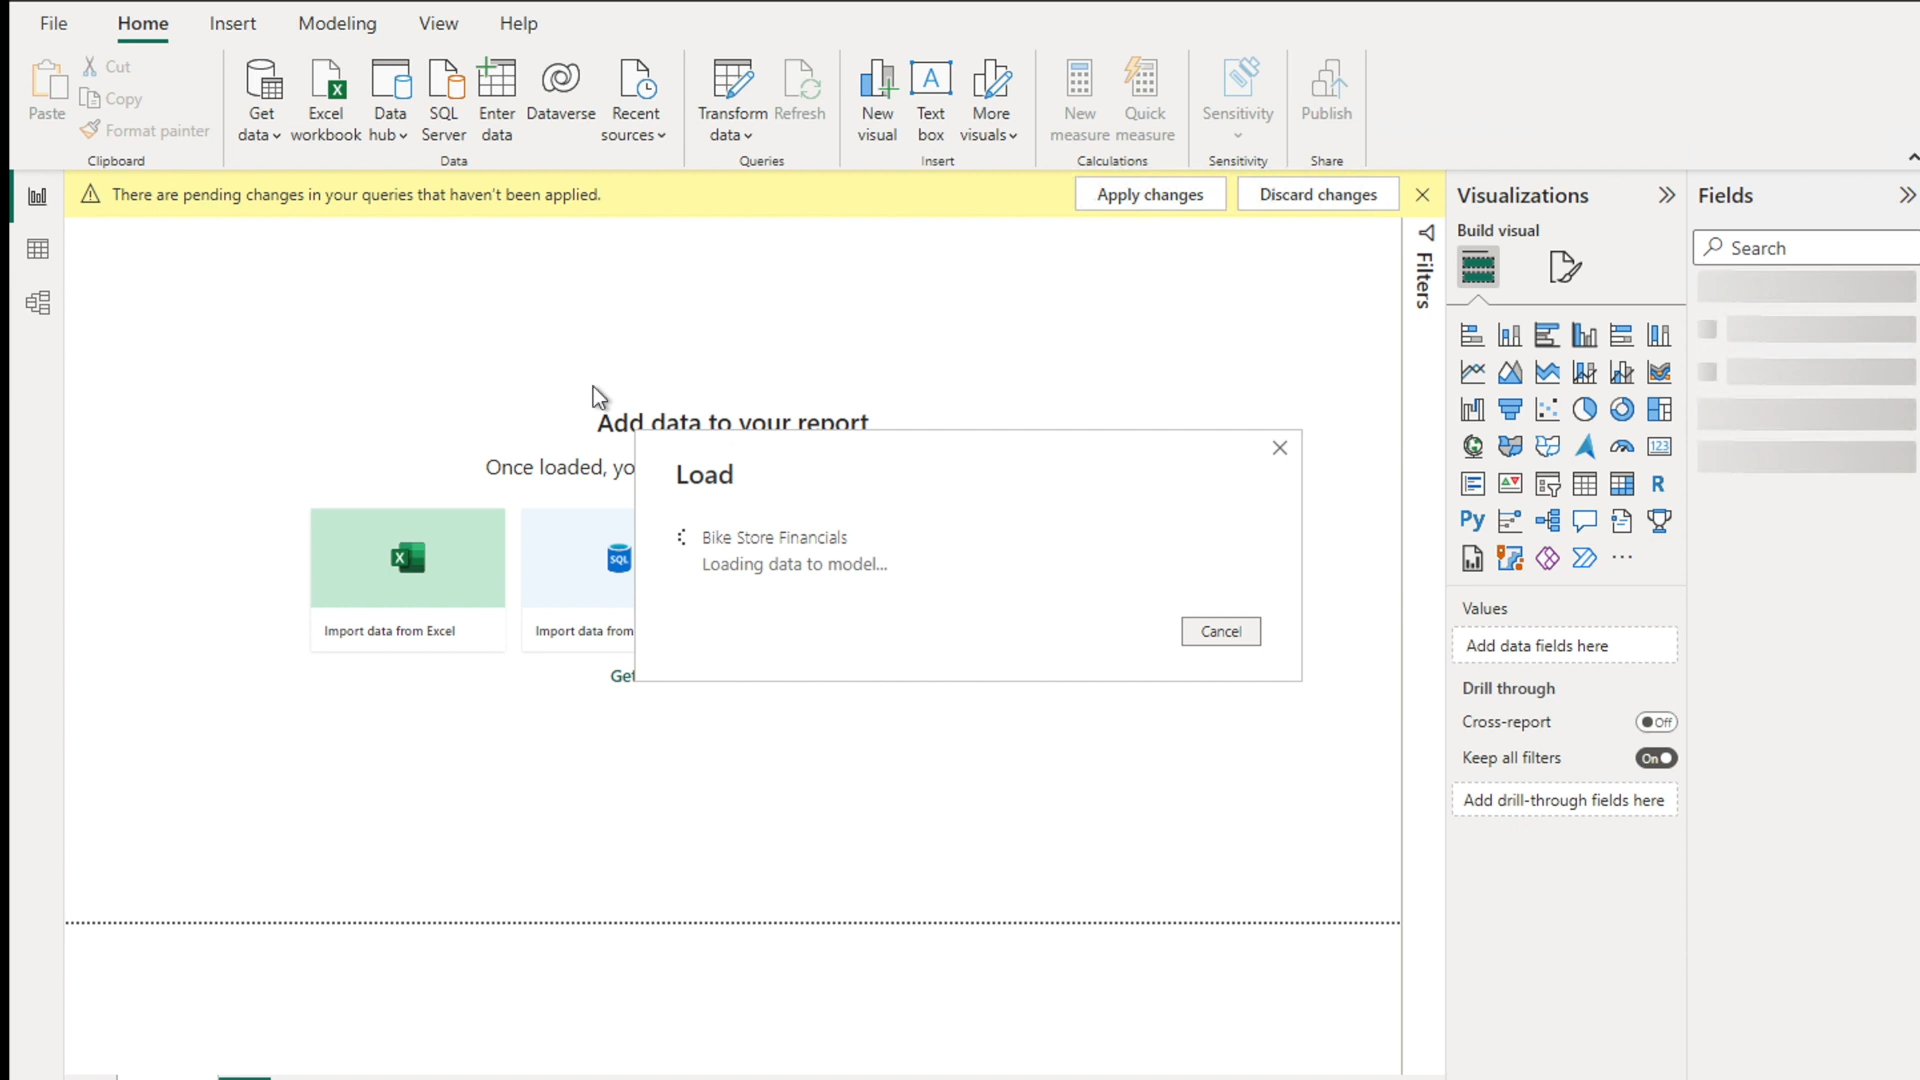 File Home Insert Modeling View Help
Paste
Cut
Copy
Format painter
Clipboard
Get data
Excel workbook
Data hub
SQL Server
Enter data
Dataverse
Recent sources
Data
Transform data
Refresh
Queries
New visual
A
Text box
More visuals
Insert
New measure
Quick measure
Calculations
Sensitivity
Sensitivity
Publish
Share
There are pending changes in your queries that haven't been applied.
Apply changes
Discard changes
Filters
Add data to your report
Once loaded, yo
SQL
Import data from Excel
Import data from
Get
Load
Bike Store Financials
Loading data to model...
Cancel
Visualizations
Build visual
123
R
Py
Values
Add data fields here
Drill through
Cross-report
Off
Keep all filters
On
Add drill-through fields here
Fields
Search